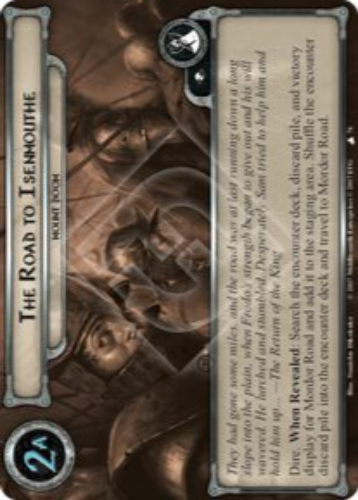 2A
The Road to Isenmouthe
Mount Doom
They had gone some miles, and the road was at last running down a long
slope into the plain, when Frodo's strength began to give out and his will
wavered. He lurched and stumbled. Desperately Sam tried to help him and
hold him up... —The Return of the King
Dire. When Revealed: Search the encounter deck, discard pile, and victory
display for Mordor Road and add it to the staging area. Shuffle the encounter
discard pile into the encounter deck and travel to Mordor Road.
Illus.
Middle-earth Enterprises © FFG